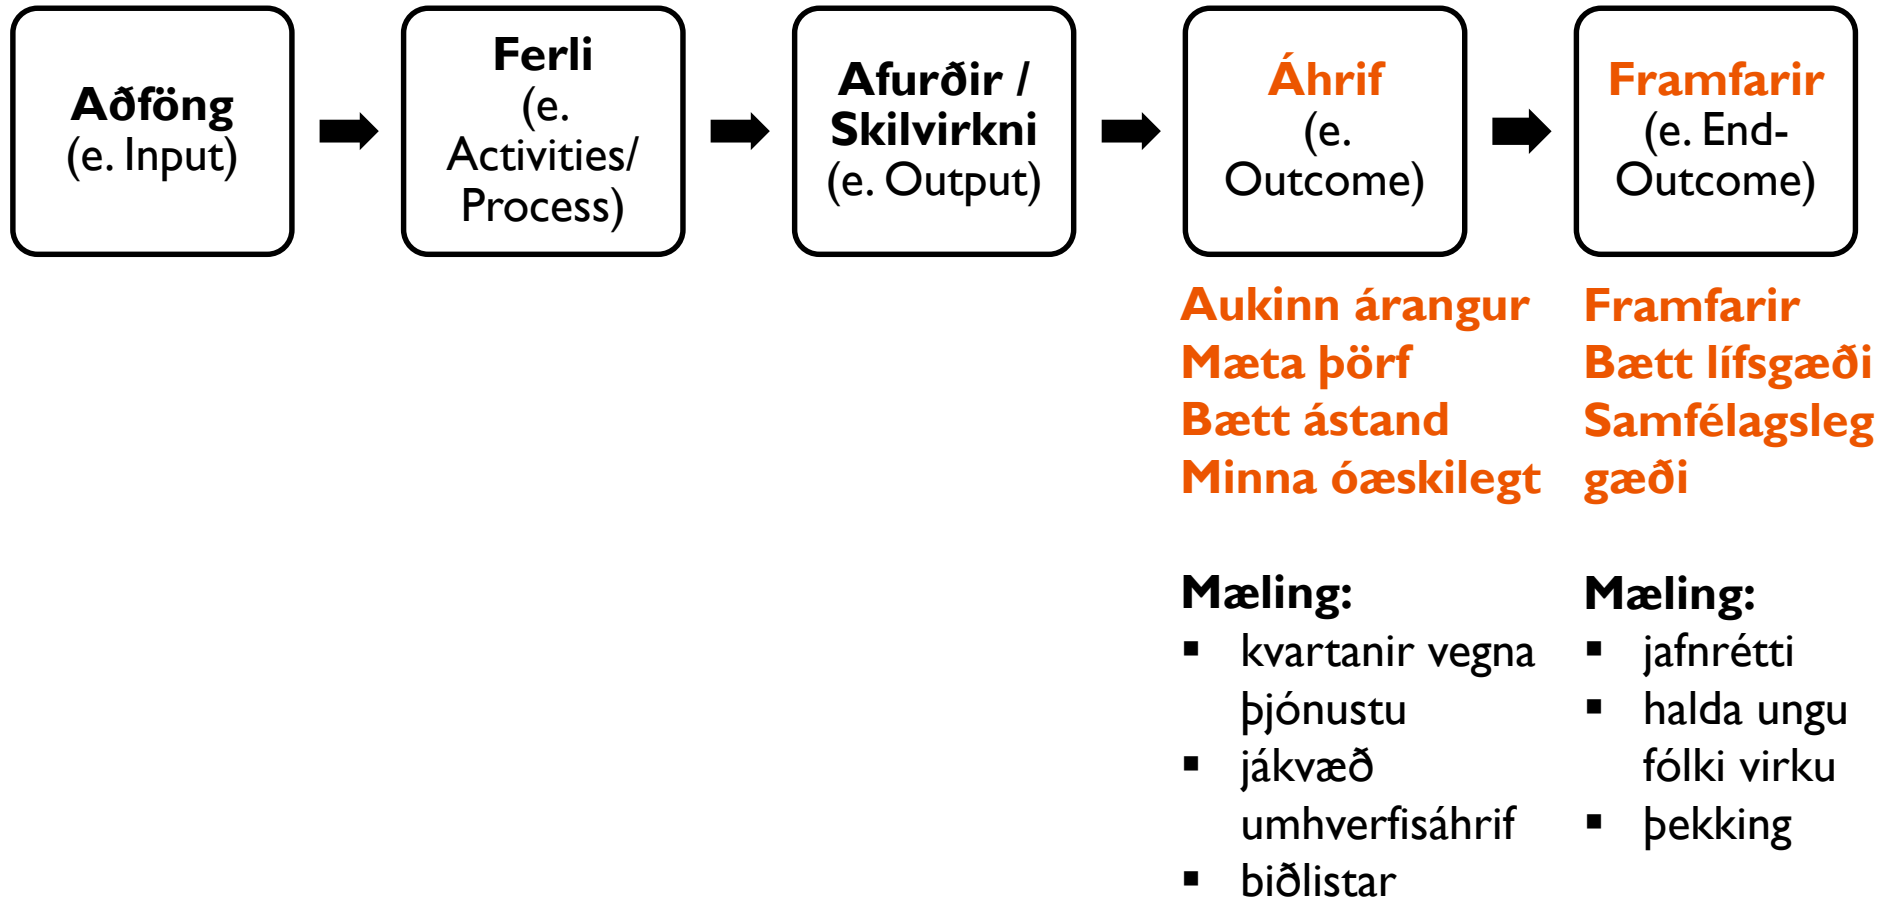 Aðföng
(e. Input)
Ferli
(e.
Activities/
Process)
Afurðir /
Skilvirkni
(e. Output)
Áhrif
(e.
Outcome)
Framfarir
(e. End-
Outcome)
Aukinn árangur
Mæta þörf
Bætt ástand
Minna óæskilegt
Mæling:
▪ kvartanir vegna
þjónustu
▪ jákvæð
umhverfisáhrif
▪ biðlistar
Framfarir
Bætt lífsgæði
Samfélagsleg
gæði
Mæling:
▪ jafnrétti
▪ halda ungu
fólki virku
▪ þekking